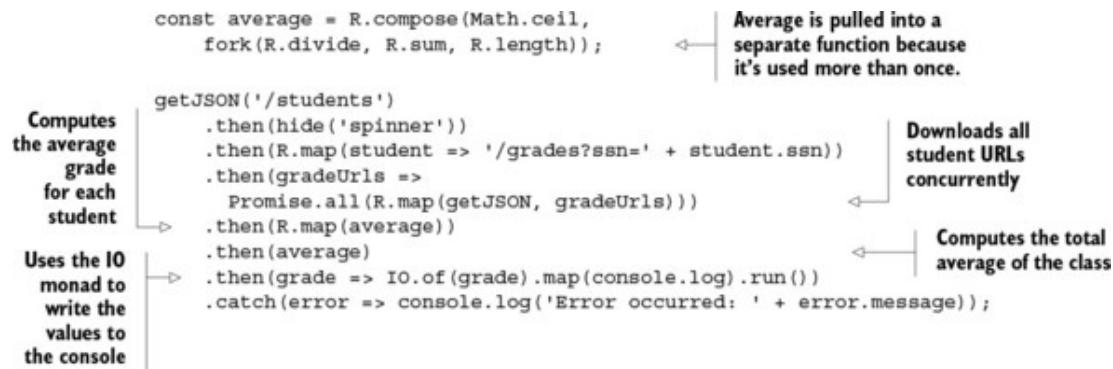 const average = R.compose(Math.ceil,
    fork(R.divide, R.sum, R.length));
Average is pulled into a
separate function because
it's used more than once.
getJSON('/students')
    .then(hide('spinner'))
    .then(R.map(student => '/grades?ssn=' + student.ssn))
    .then(gradeUrls =>
      Promise.all(R.map(getJSON, gradeUrls)))
    .then(R.map(average))
    .then(average)
    .then(grade => IO.of(grade).map(console.log).run())
    .catch(error => console.log('Error occurred: ' + error.message));
Computes
the average
grade
for each
student
Downloads all
student URLs
concurrently
Computes the total
average of the class
Uses the IO
monad to
write the
values to
the console